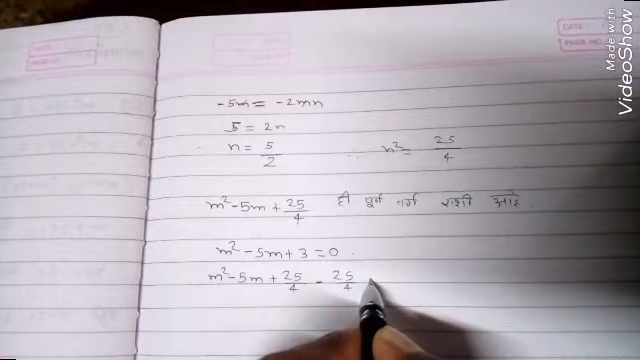 -5m = -2mn
5 = 2n
n = 5/2 ∴ n² = 25/4
m² - 5m + 25/4 ही पूर्ण वर्ग राशी आहे.
m² - 5m + 3 = 0.
m² - 5m + 25/4 - 25/4
DATE
Made with
VideoShow